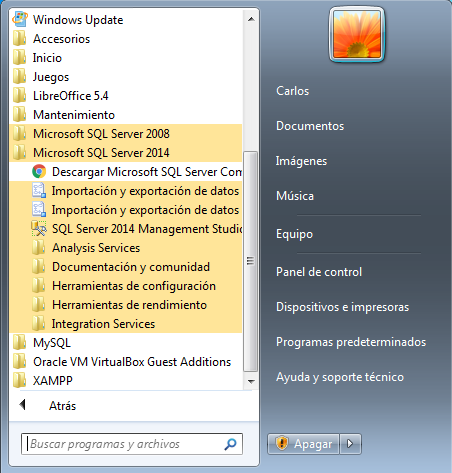 Windows Update
Accesorios
Inicio
Juegos
LibreOffice 5.4
Mantenimiento
Microsoft SQL Server 2008
Microsoft SQL Server 2014
Descargar Microsoft SQL Server Com
Importación y exportación de datos
Importación y exportación de datos
SQL Server 2014 Management Studio
Analysis Services
Documentación y comunidad
Herramientas de configuración
Herramientas de rendimiento
Integration Services
MySQL
Oracle VM VirtualBox Guest Additions
XAMPP
Atrás
Buscar programas y archivos
Carlos
Documentos
Imágenes
Música
Equipo
Panel de control
Dispositivos e impresoras
Programas predeterminados
Ayuda y soporte técnico
Apagar